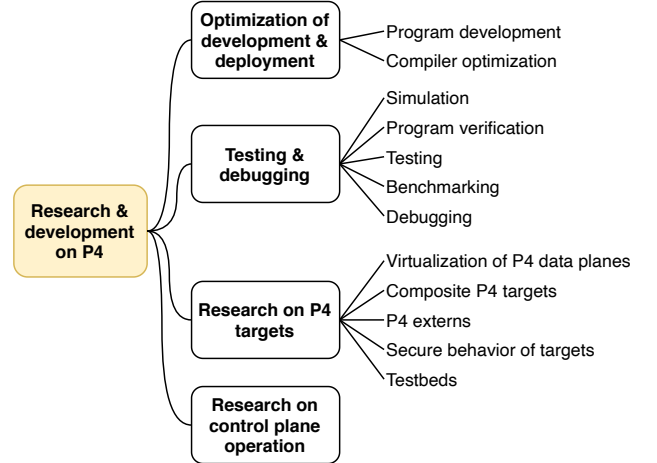 Optimization of
development &
deployment
Program development
Compiler optimization
Testing &
debugging
Simulation
Program verification
Testing
Benchmarking
Debugging
Research &
development
on P4
Research on P4
targets
Virtualization of P4 data planes
Composite P4 targets
P4 externs
Secure behavior of targets
Testbeds
Research on
control plane
operation